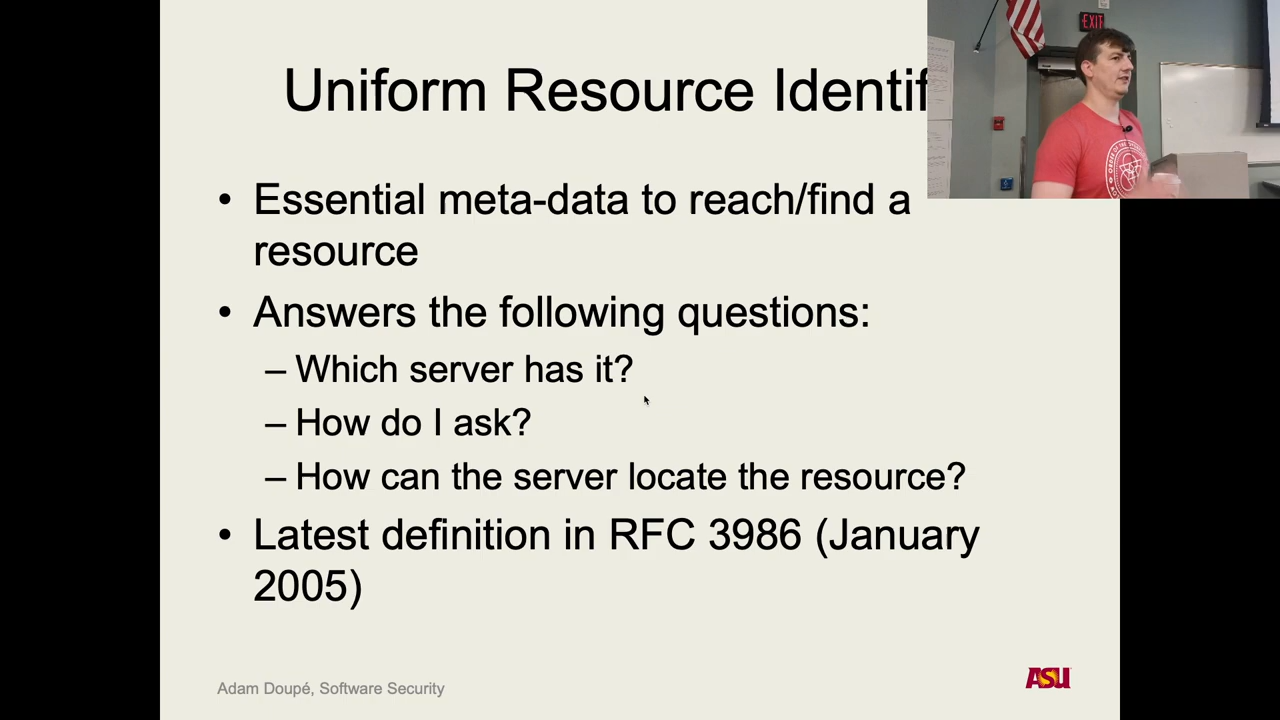 Uniform Resource Identif
EXIT
• Essential meta-data to reach/find a
resource
• Answers the following questions:
– Which server has it?
– How do I ask?
– How can the server locate the resource?
• Latest definition in RFC 3986 (January
2005)
Adam Doupé, Software Security
ASU